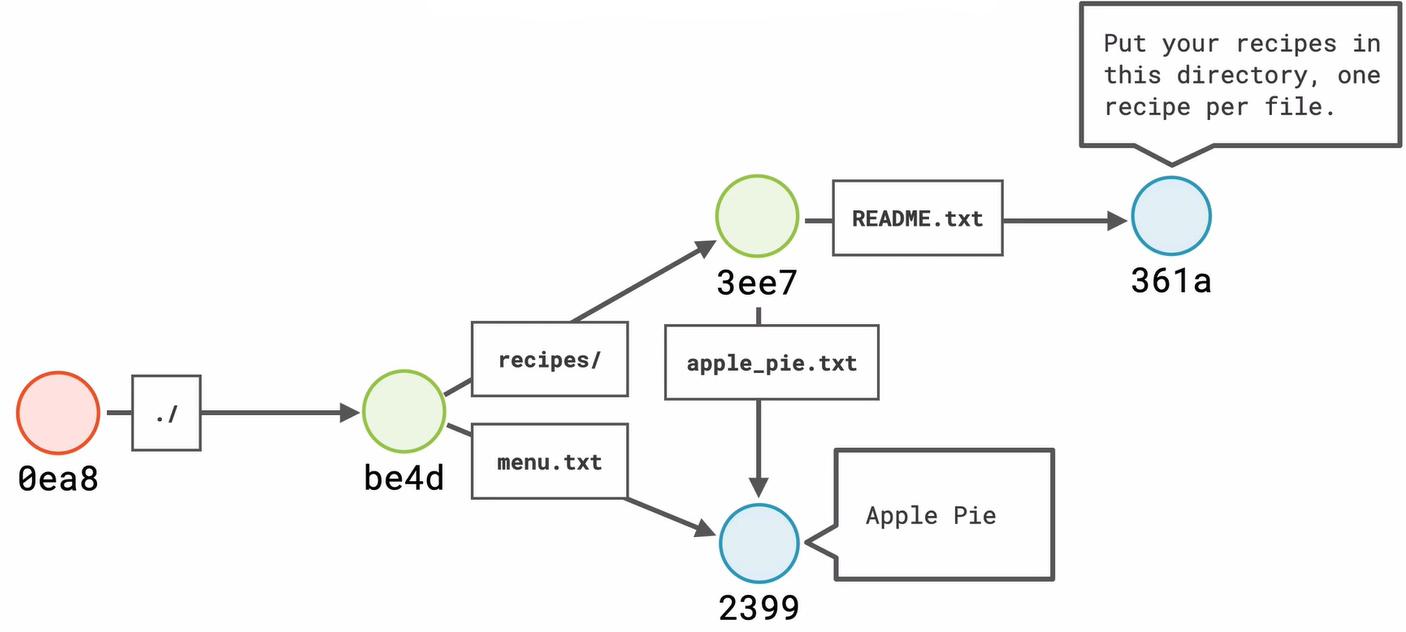 Put your recipes in
this directory, one
recipe per file.
README.txt
3ee7
361a
recipes/
apple_pie.txt
./
0ea8
be4d
menu.txt
Apple Pie
2399